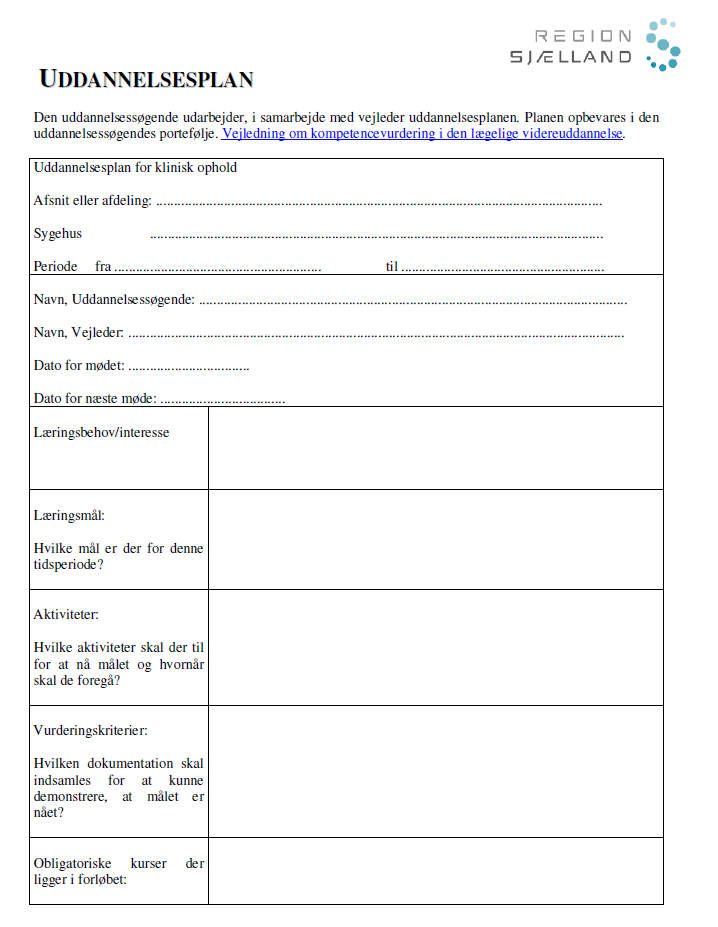 REGION
SJÆLLAND
UDDANNELSESPLAN
Den uddannelsessøgende udarbejder, i samarbejde med vejleder uddannelsesplanen. Planen opbevares i den
uddannelsessøgendes portefølje. Vejledning om kompetencevurdering i den lægelige videreuddannelse.
Uddannelsesplan for klinisk ophold
Afsnit eller afdeling: ..............................................................................................................................
Sygehus ................................................................................................................................
Periode fra .......................................................... til .........................................................
Navn, Uddannelsessøgende: .........................................................................................................................
Navn, Vejleder: ............................................................................................................................................
Dato for mødet: ..................................
Dato for næste møde: ...................................
Læringsbehov/interesse
Læringsmål:
Hvilke mål er der for denne
tidsperiode?
Aktiviteter:
Hvilke aktiviteter skal der til
for at nå målet og hvornår
skal de foregå?
Vurderingskriterier:
Hvilken dokumentation skal
indsamles for at kunne
demonstrere, at målet er
nået?
Obligatoriske kurser der
ligger i forløbet: